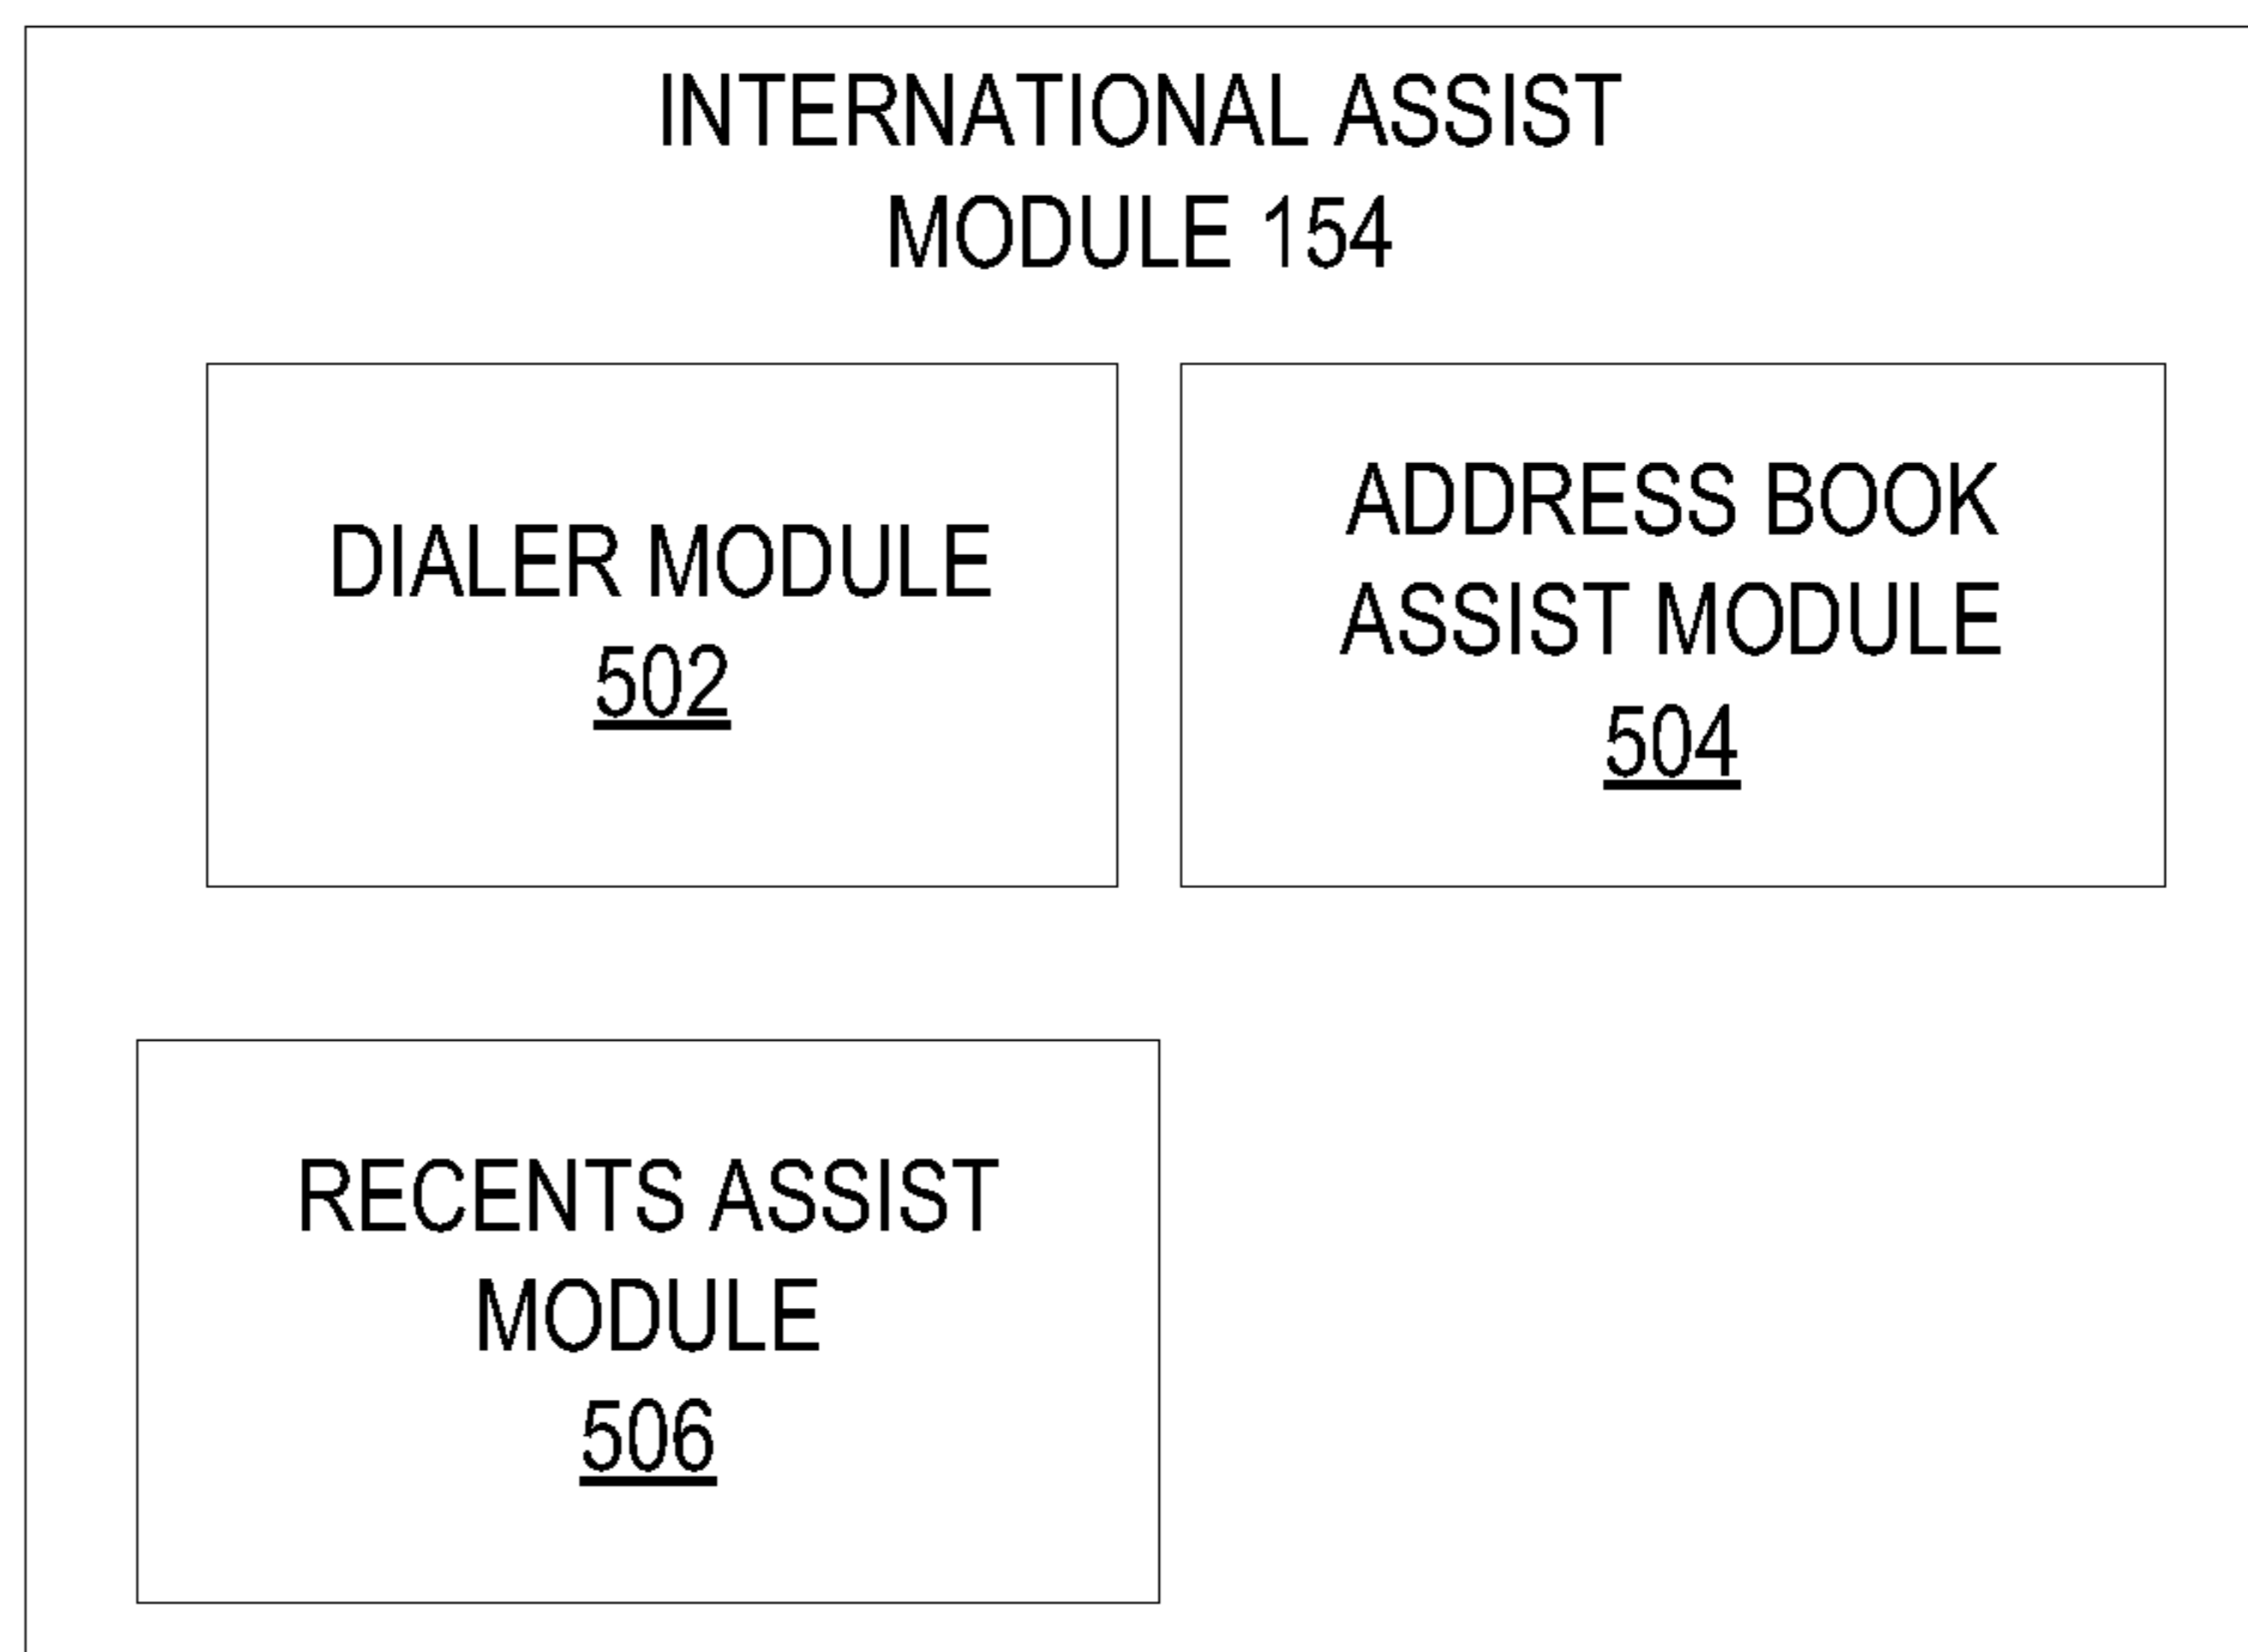 INTERNATIONAL ASSIST
MODULE 154
DIALER MODULE
502
ADDRESS BOOK
ASSIST MODULE
504
RECENTS ASSIST
MODULE
506